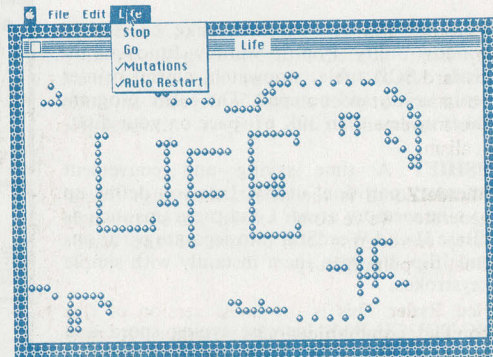 File Edit Life
Stop
Go
✓Mutations
✓Auto Restart
Life
LIFE